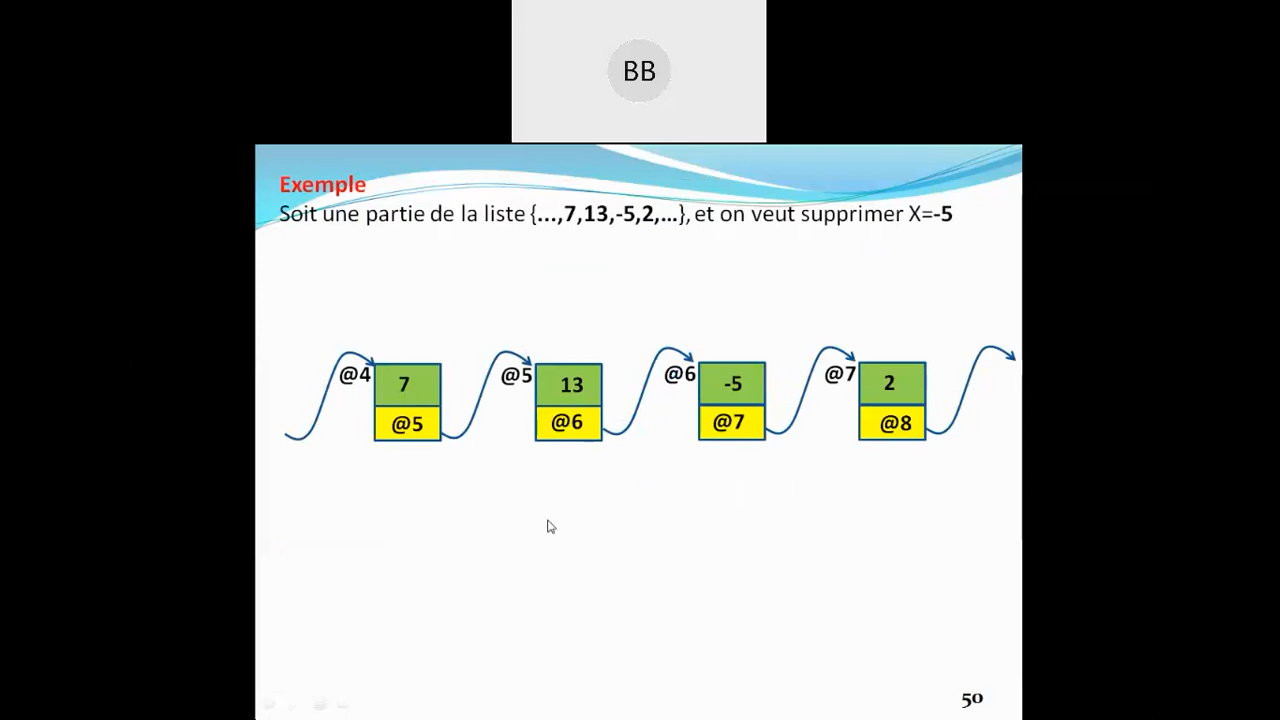 BB
Exemple
Soit une partie de la liste {...,7,13,-5,2,...}, et on veut supprimer X=-5
@4 7 @5 13 @6 -5 @7 2
@5 @6 @7 @8
50